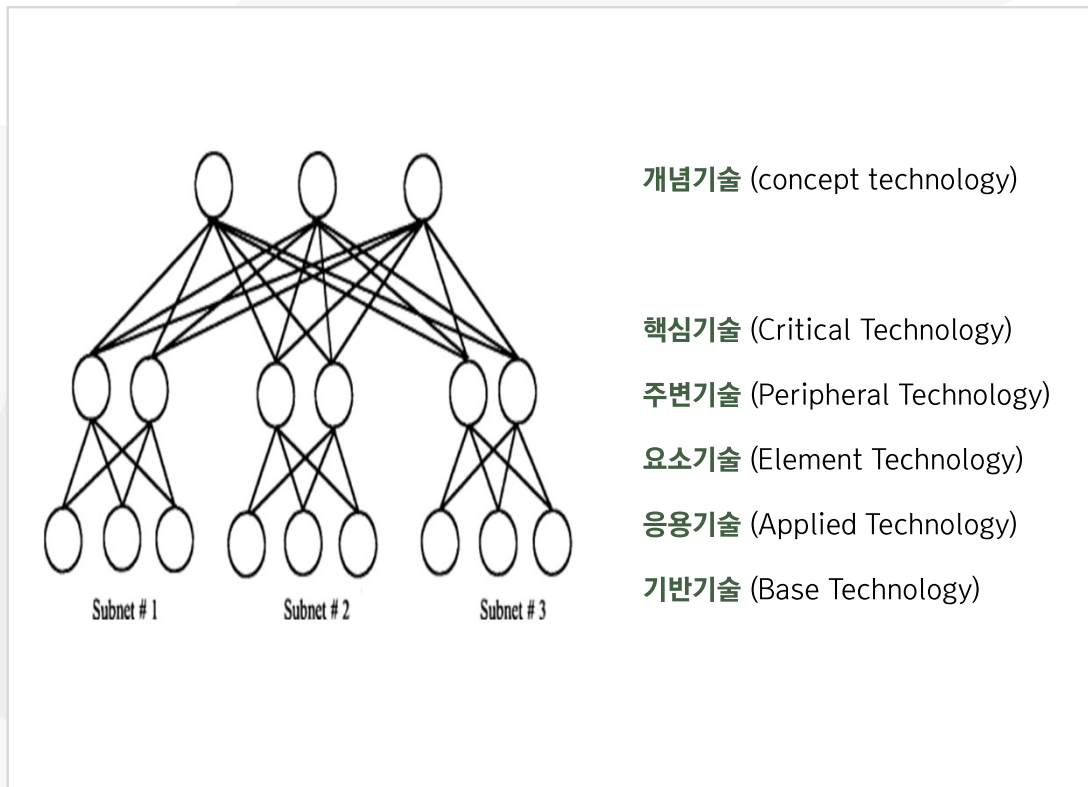 개념기술 (concept technology)
핵심기술 (Critical Technology)
주변기술 (Peripheral Technology)
요소기술 (Element Technology)
응용기술 (Applied Technology)
기반기술 (Base Technology)
Subnet # 1
Subnet # 2
Subnet # 3